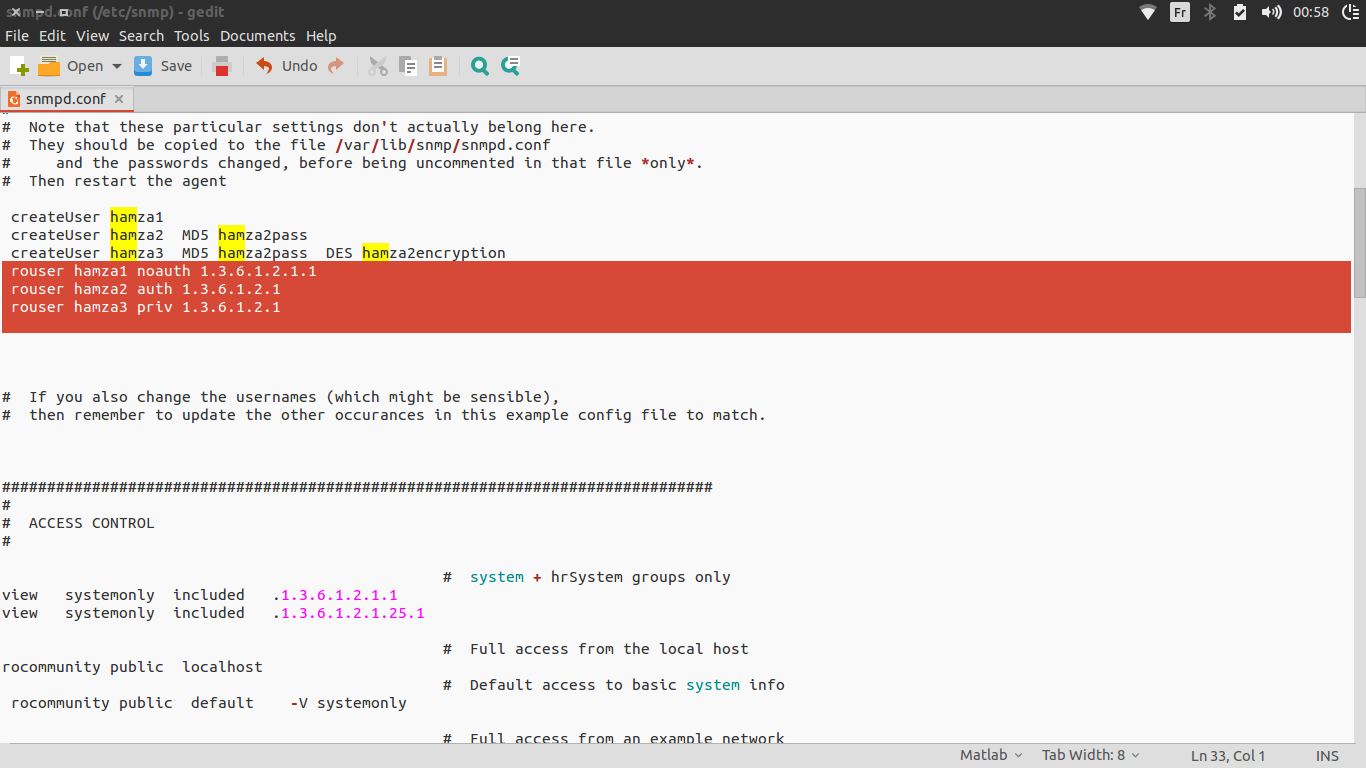 snmpd.conf (/etc/snmp) - gedit
Fr
00:58
File Edit View Search Tools Documents Help
Open Save Undo
snmpd.conf
#
#  Note that these particular settings don't actually belong here.
#  They should be copied to the file /var/lib/snmp/snmpd.conf
#     and the passwords changed, before being uncommented in that file *only*.
#  Then restart the agent
 createUser hamza1
 createUser hamza2  MD5 hamza2pass
 createUser hamza3  MD5 hamza2pass  DES hamza2encryption
 rouser hamza1 noauth 1.3.6.1.2.1.1
 rouser hamza2 auth 1.3.6.1.2.1
 rouser hamza3 priv 1.3.6.1.2.1
#  If you also change the usernames (which might be sensible),
#  then remember to update the other occurances in this example config file to match.
###############################################################################
#
#  ACCESS CONTROL
#
#  system + hrSystem groups only
view   systemonly  included   .1.3.6.1.2.1.1
view   systemonly  included   .1.3.6.1.2.1.25.1
#  Full access from the local host
rocommunity public  localhost
#  Default access to basic system info
 rocommunity public  default    -V systemonly
#  Full access from an example network
Matlab Tab Width: 8 Ln 33, Col 1 INS